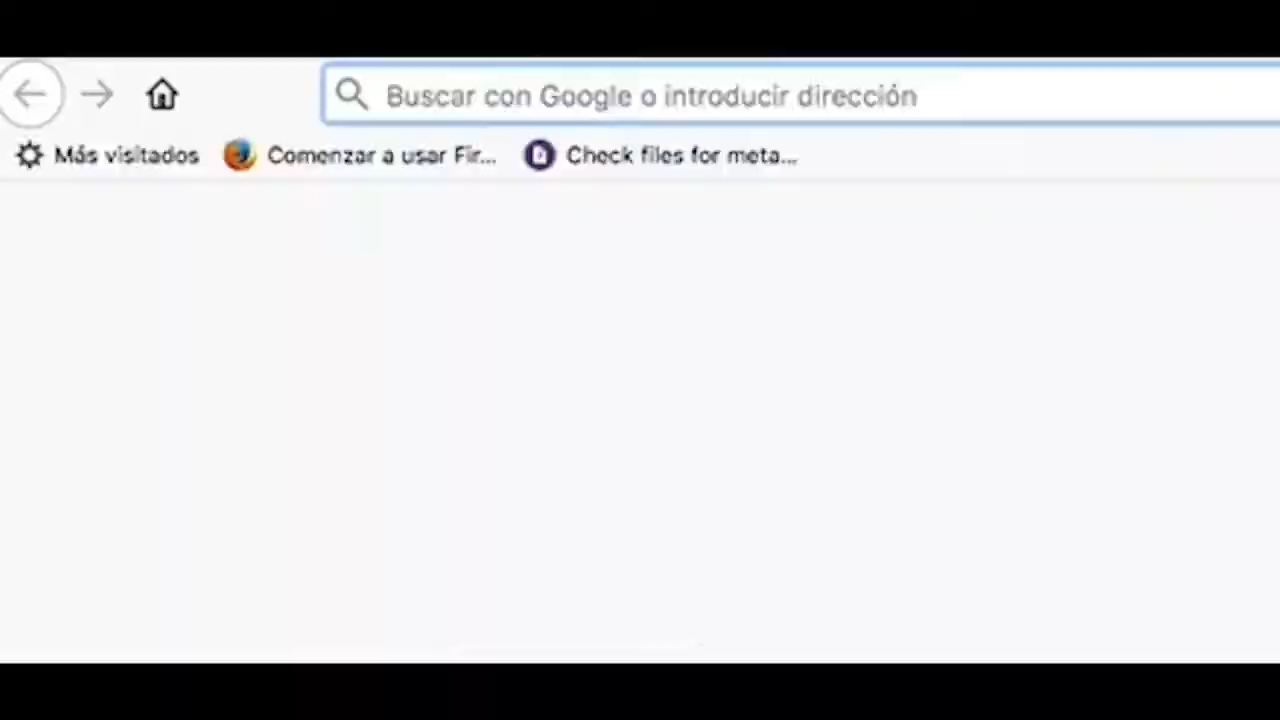 Buscar con Google o introducir dirección
Más visitados Comenzar a usar Fir... Check files for meta...